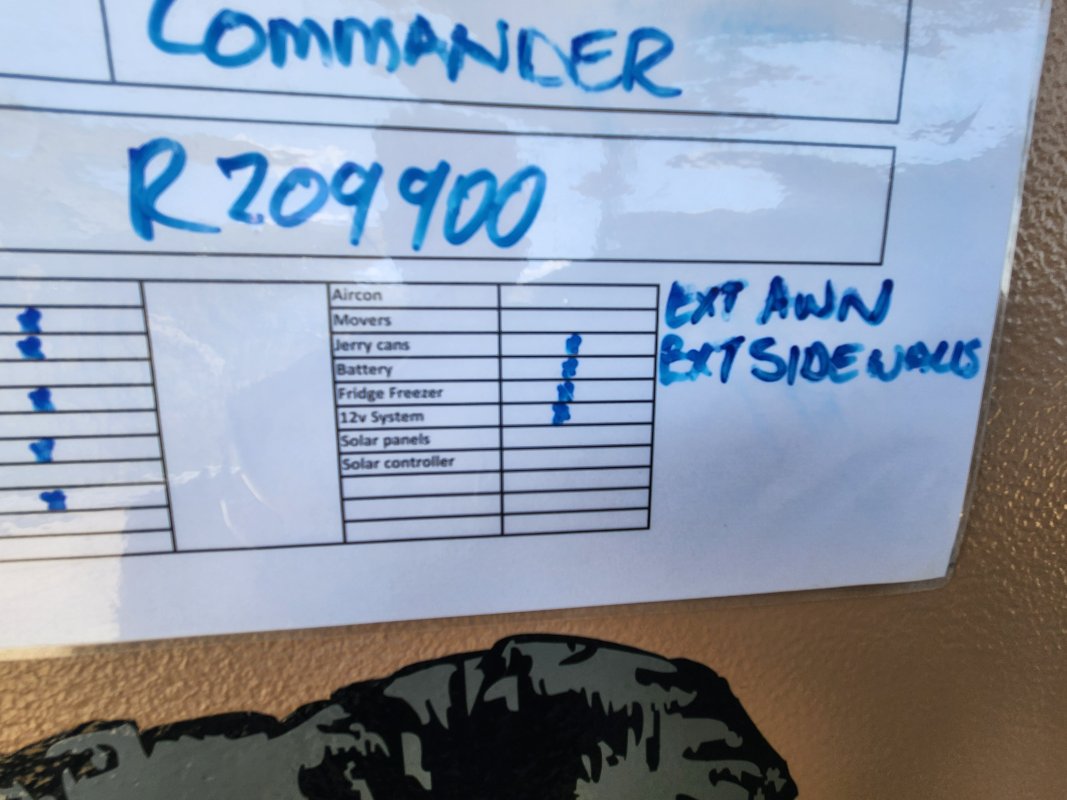 COMMANDER
R209900
Aircon
EXT AWN
Movers
Jerry cans
EXT SIDEWALLS
Battery
Fridge Freezer
12v System
Solar panels
Solar controller